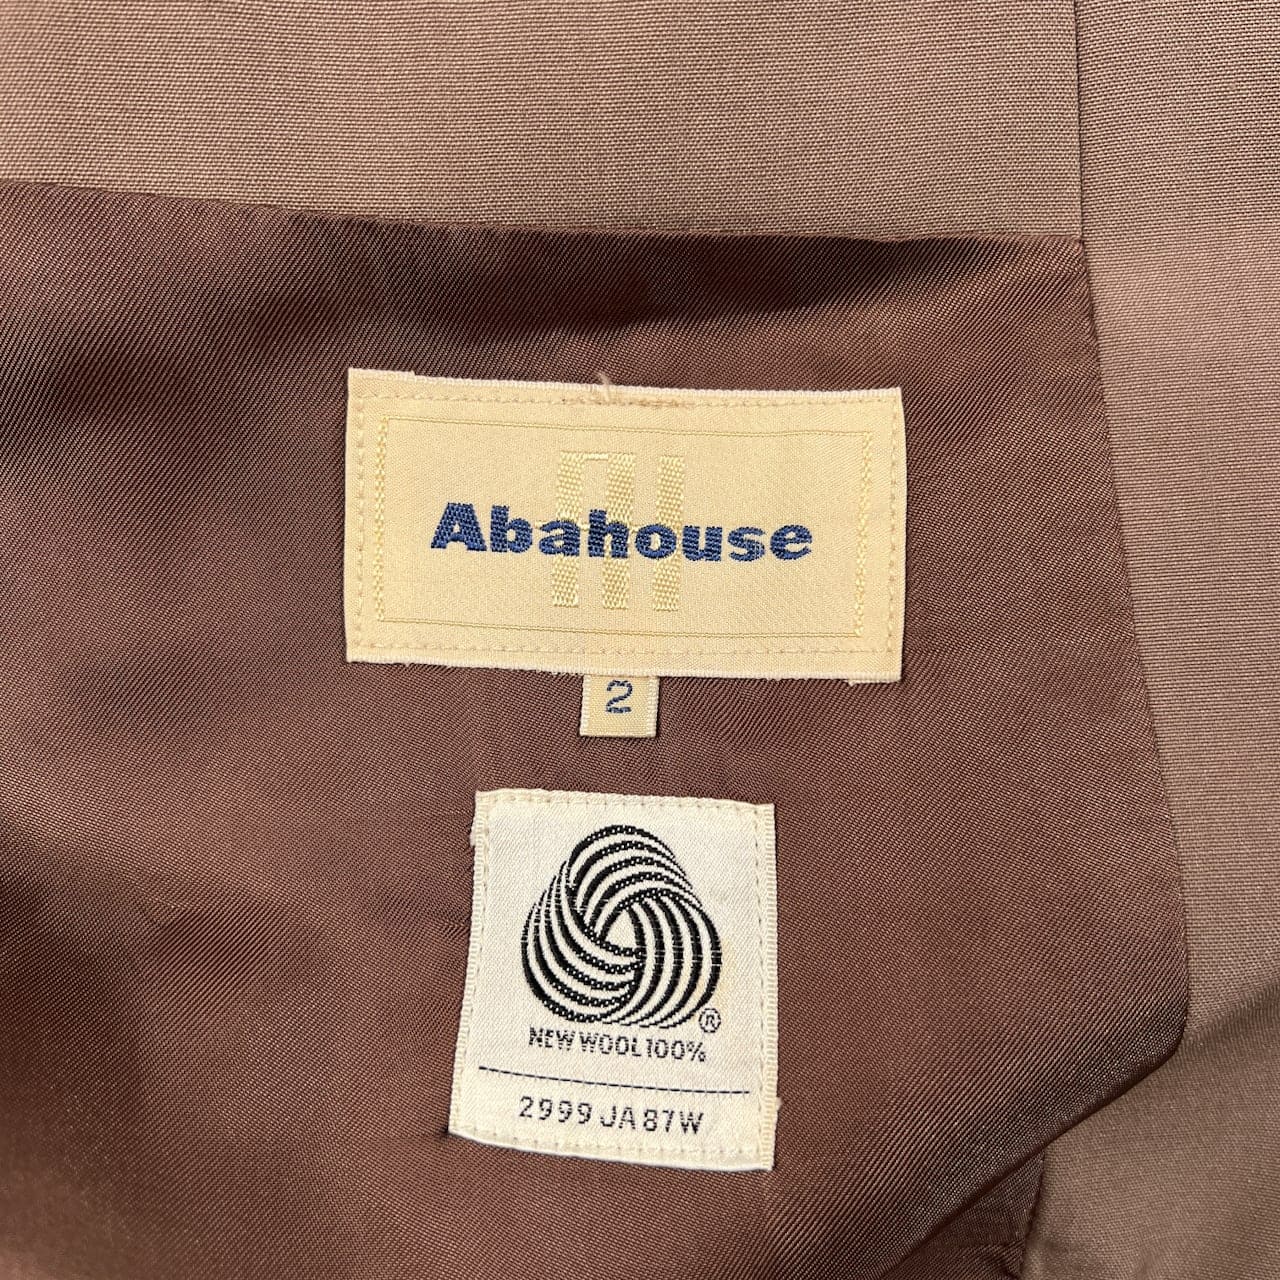 Abahouse
2
®
NEW WOOL 100%
2999 JA 87W